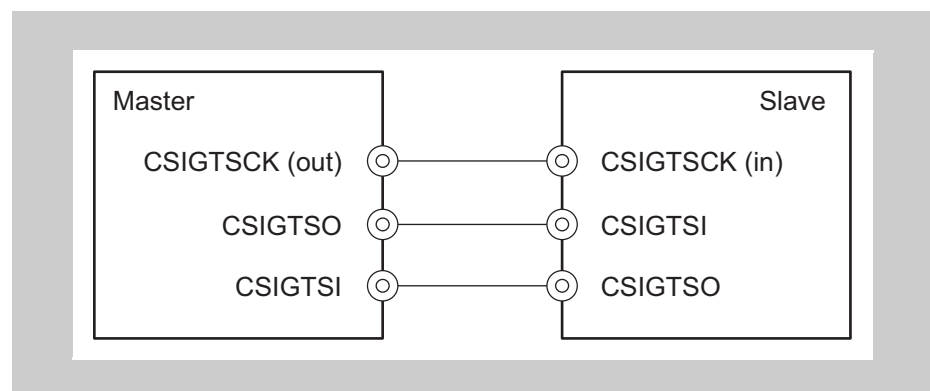 Master Slave
CSIGTSCK (out) CSIGTSCK (in)
CSIGTSO CSIGTSI
CSIGTSI CSIGTSO